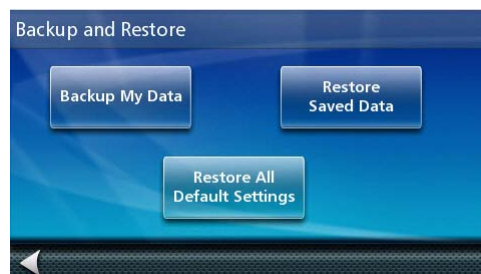 Backup and Restore
Backup My Data
Restore
Saved Data
Restore All
Default Settings